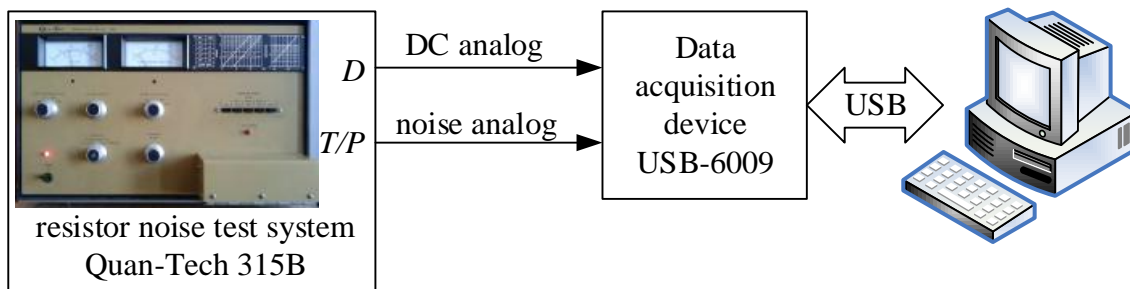 D
DC analog
T/P
noise analog
resistor noise test system
Quan-Tech 315B
Data
acquisition
device
USB-6009
USB